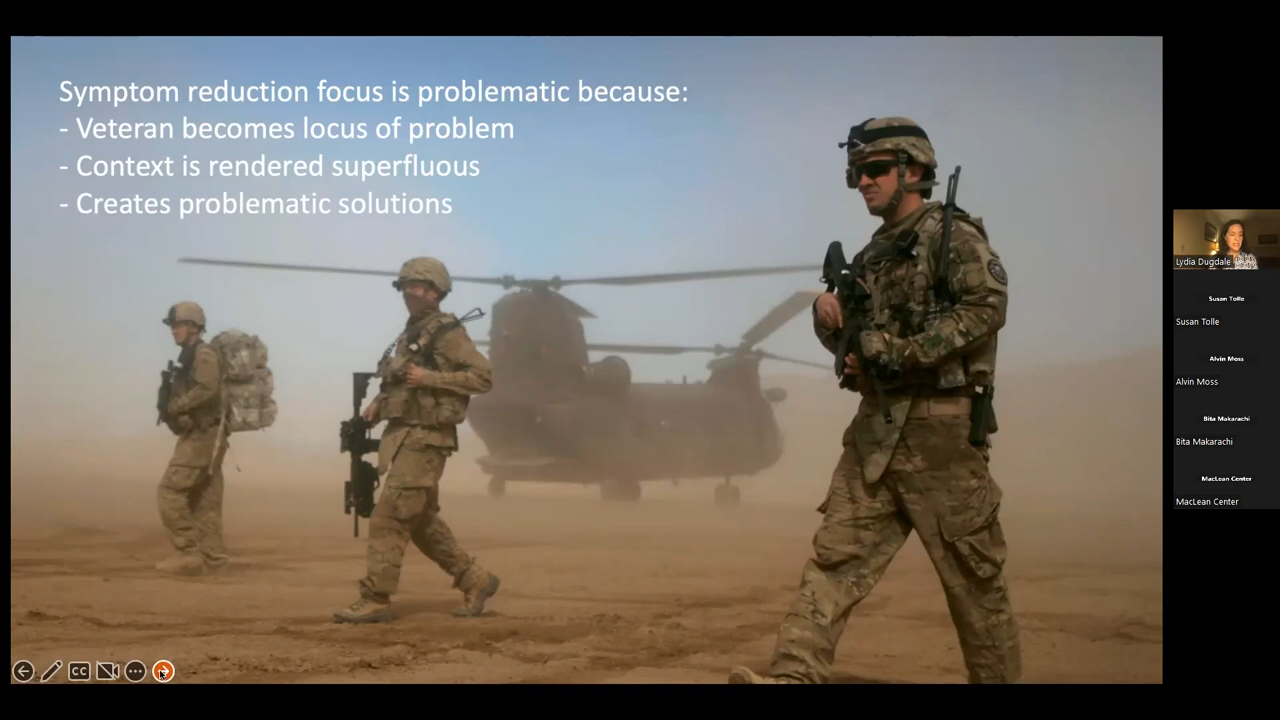 Symptom reduction focus is problematic because:
- Veteran becomes locus of problem
- Context is rendered superfluous
- Creates problematic solutions
Lydia Dugdale
Susan Tolle
Susan Tolle
Alvin Moss
Alvin Moss
Bita Makarachi
Bita Makarachi
MacLean Center
MacLean Center
CC